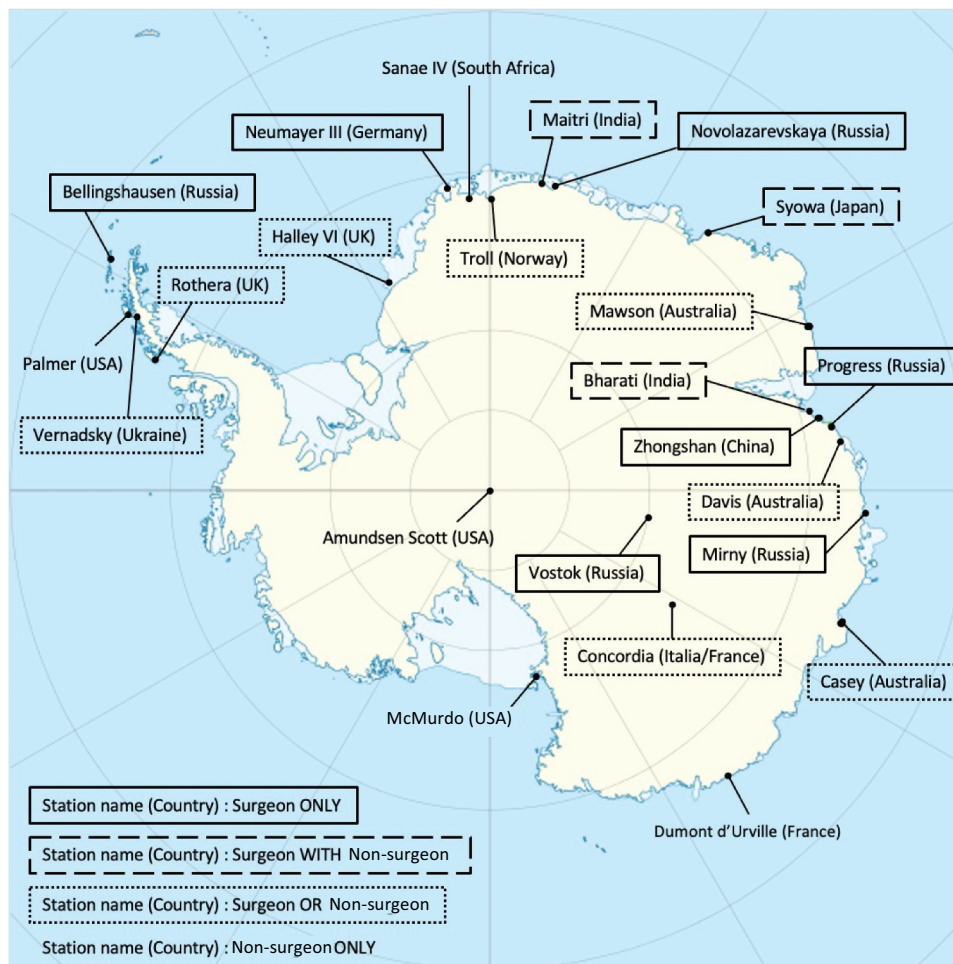 Sanae IV (South Africa)
Neumayer III (Germany)
Maitri (India)
Novolazarevskaya (Russia)
Bellingshausen (Russia)
Syowa (Japan)
Halley VI (UK)
Troll (Norway)
Rothera (UK)
Mawson (Australia)
Palmer (USA)
Progress (Russia)
Bharati (India)
Vernadsky (Ukraine)
Zhongshan (China)
Davis (Australia)
Amundsen Scott (USA)
Mirny (Russia)
Vostok (Russia)
Concordia (Italia/France)
Casey (Australia)
McMurdo (USA)
Dumont d’Urville (France)
Station name (Country) : Surgeon ONLY
Station name (Country) : Surgeon WITH Non-surgeon
Station name (Country) : Surgeon OR Non-surgeon
Station name (Country) : Non-surgeon ONLY